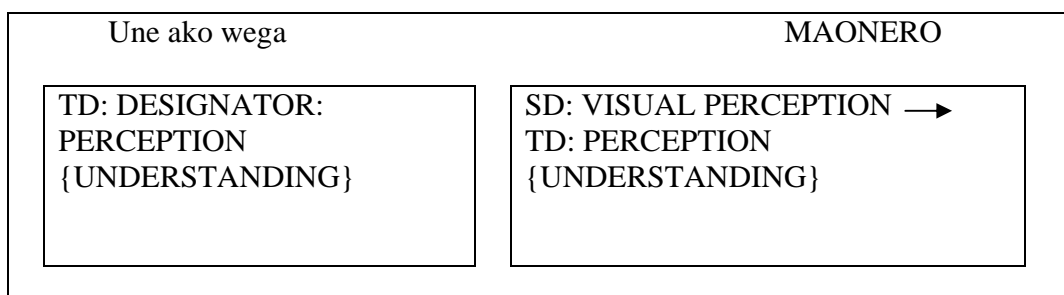 Une ako wega MAONERO
TD: DESIGNATOR:
PERCEPTION
{UNDERSTANDING}
SD: VISUAL PERCEPTION →
TD: PERCEPTION
{UNDERSTANDING}